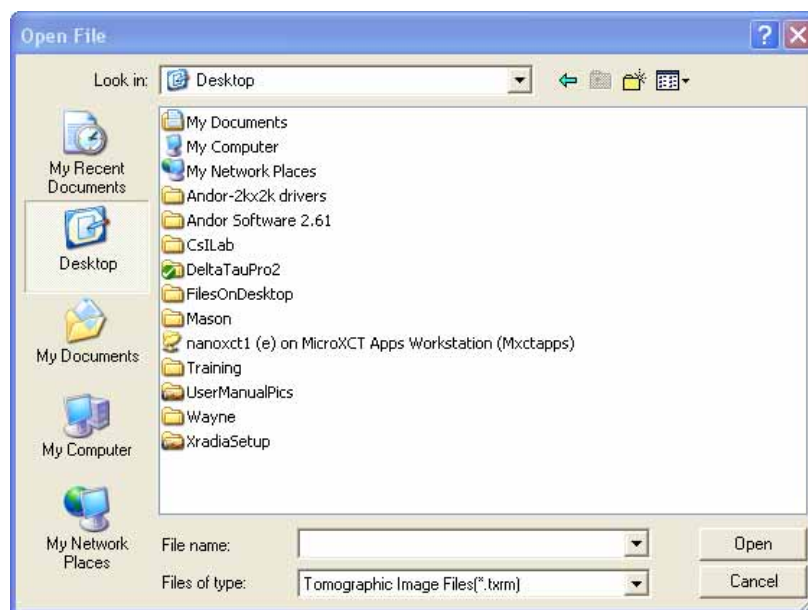 Open File
Look in:
Desktop
My Recent
Documents
Desktop
My Documents
My Computer
My Network
Places
My Documents
My Computer
My Network Places
Andor-2kx2k drivers
Andor Software 2.61
CsILab
DeltaTauPro2
FilesOnDesktop
Mason
nanoxct1 (e) on MicroXCT Apps Workstation (Mxctapps)
Training
UserManualPics
Wayne
XradiaSetup
File name:
Open
Files of type:
Tomographic Image Files(*.txrm)
Cancel